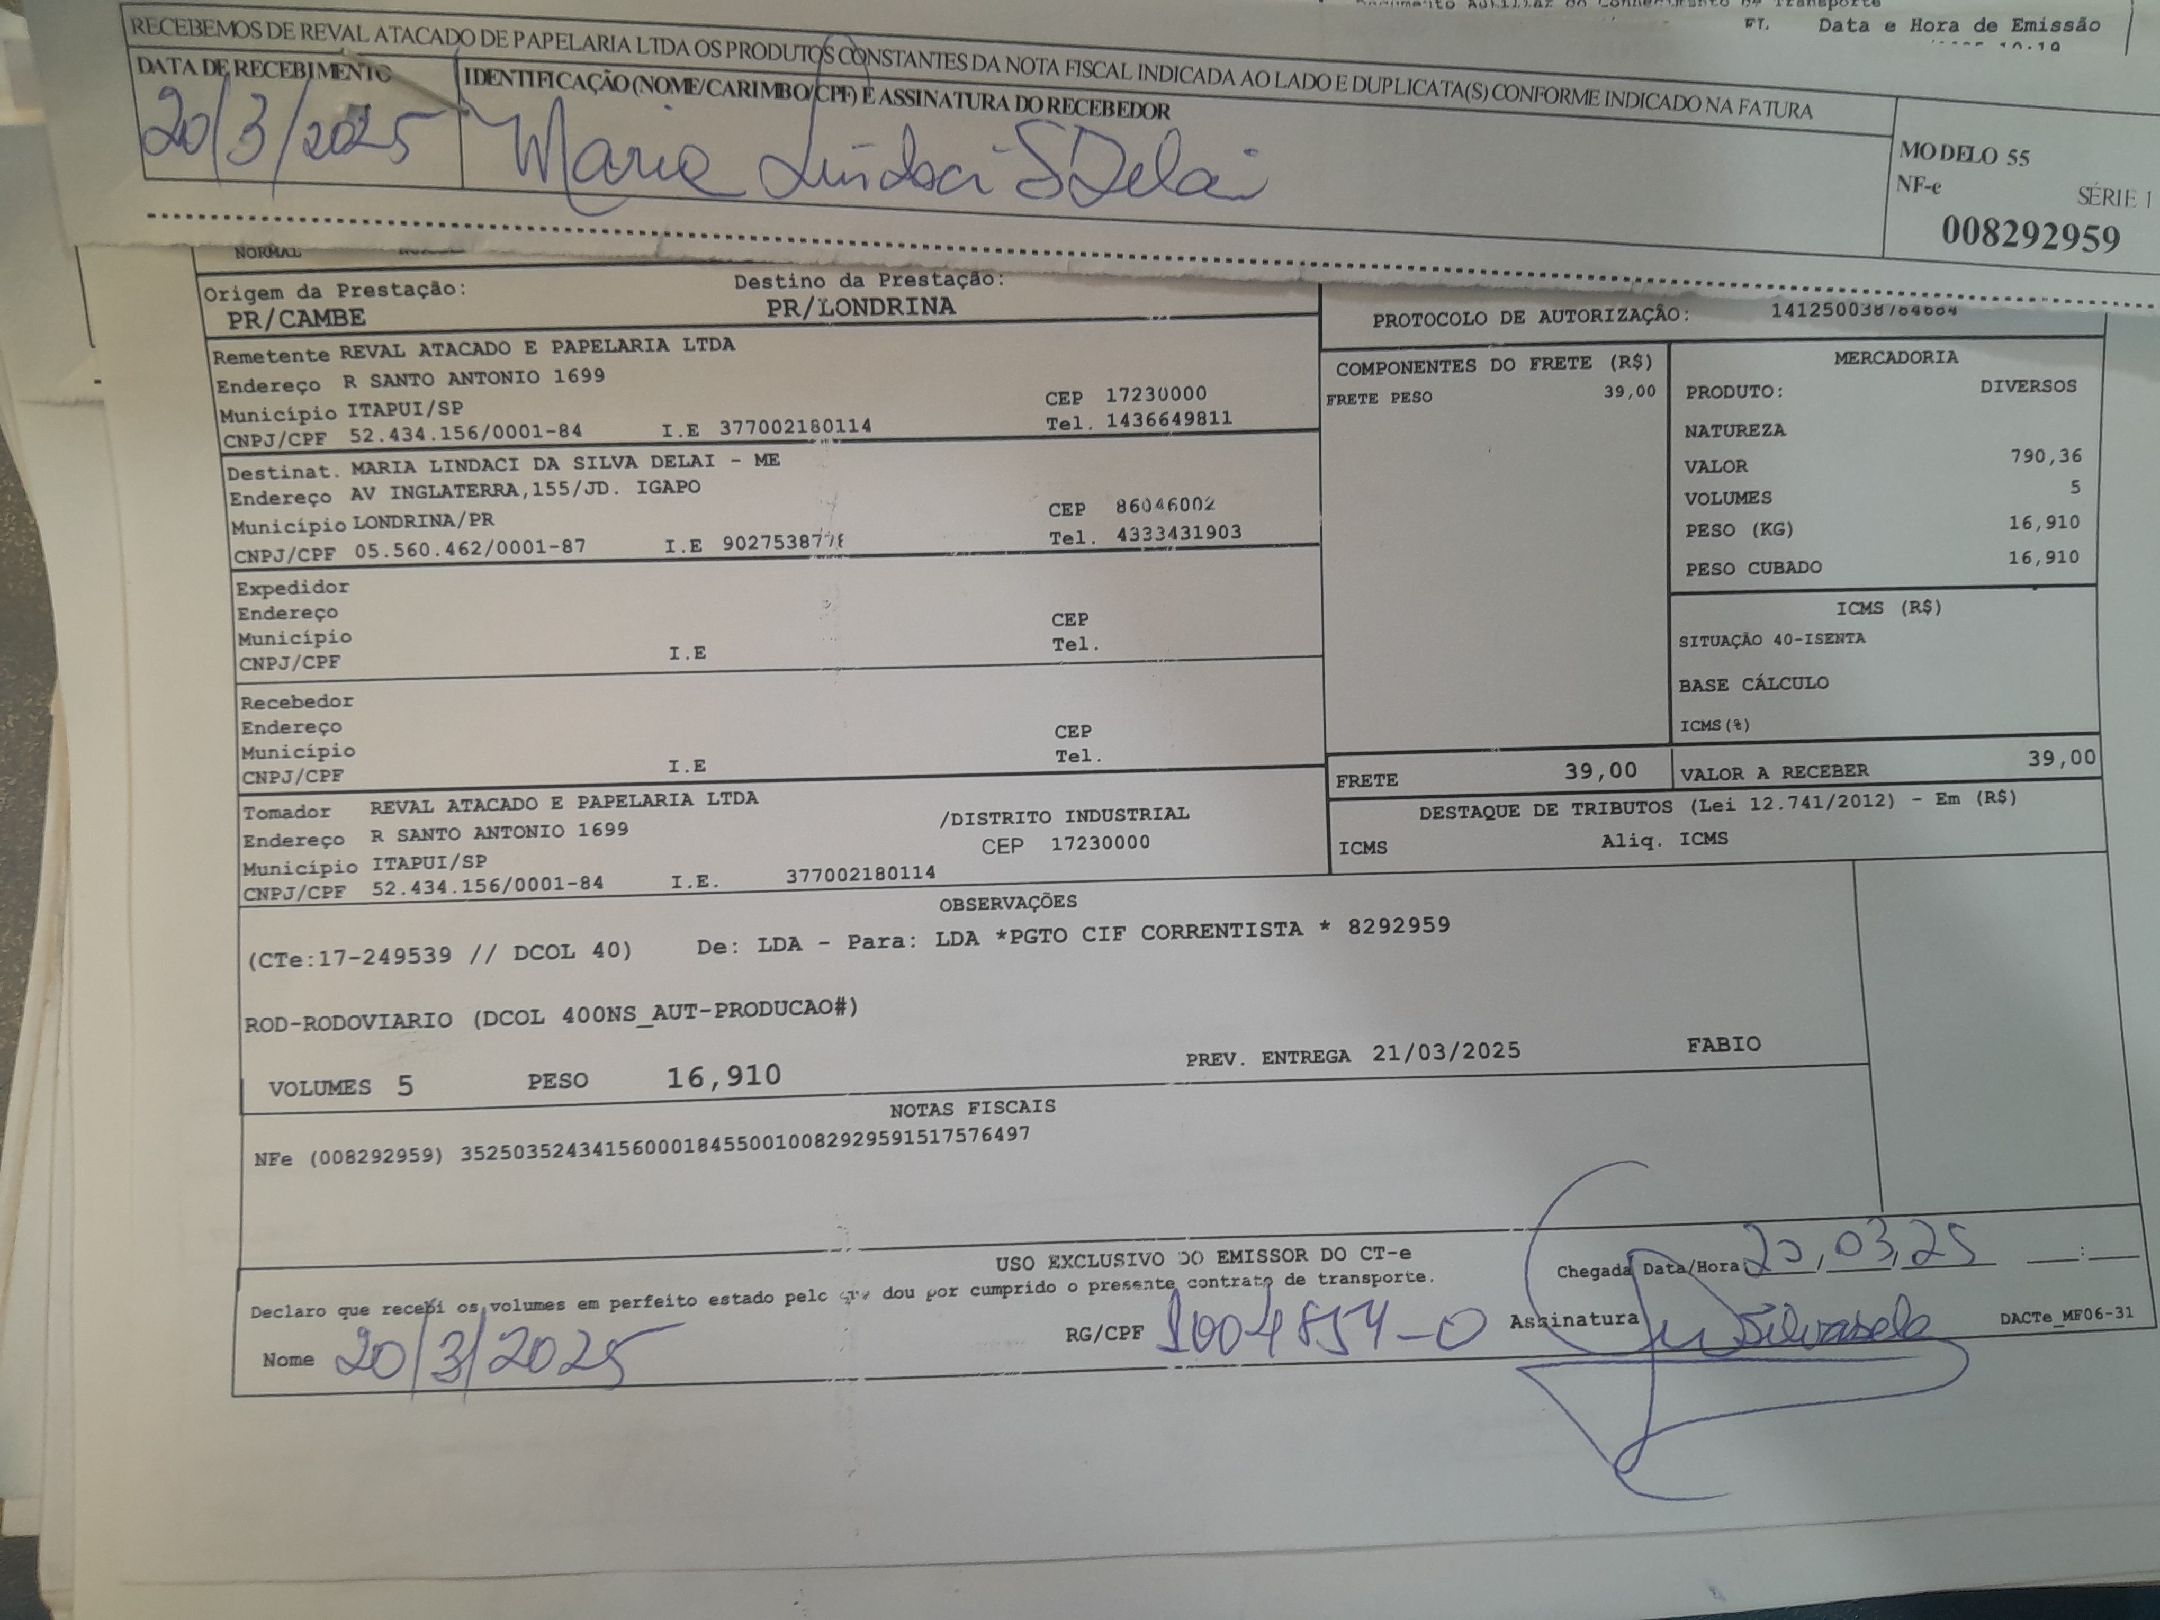 FL Data e Hora de Emissão
RECEBEMOS DE REVAL ATACADO DE PAPELARIA LTDA OS PRODUTOS CONSTANTES DA NOTA FISCAL INDICADA AO LADO E DUPLICATA(S) CONFORME INDICADO NA FATURA
DATA DE RECEBIMENTO IDENTIFICAÇÃO (NOME/CARIMBO/CPF) E ASSINATURA DO RECEBEDOR
20/3/2025 Maria Lindaci S Delai
MODELO 55
NF-e SÉRIE 1
008292959
NORMAL
Origem da Prestação: Destino da Prestação:
PR/CAMBE PR/LONDRINA
PROTOCOLO DE AUTORIZAÇÃO:
Remetente REVAL ATACADO E PAPELARIA LTDA
Endereço R SANTO ANTONIO 1699
Município ITAPUI/SP CEP 17230000
CNPJ/CPF 52.434.156/0001-84 I.E 377002180114 Tel. 1436649811
Destinat. MARIA LINDACI DA SILVA DELAI - ME
Endereço AV INGLATERRA,155/JD. IGAPO
Município LONDRINA/PR CEP 86046002
CNPJ/CPF 05.560.462/0001-87 I.E Tel. 4333431903
Expedidor
Endereço
Município CEP
CNPJ/CPF I.E Tel.
Recebedor
Endereço
Município CEP
CNPJ/CPF I.E Tel.
Tomador REVAL ATACADO E PAPELARIA LTDA
Endereço R SANTO ANTONIO 1699 /DISTRITO INDUSTRIAL
Município ITAPUI/SP CEP 17230000
CNPJ/CPF 52.434.156/0001-84 I.E. 377002180114
COMPONENTES DO FRETE (R$)
FRETE PESO 39,00
MERCADORIA
PRODUTO: DIVERSOS
NATUREZA
VALOR 790,36
VOLUMES 5
PESO (KG) 16,910
PESO CUBADO 16,910
ICMS (R$)
SITUAÇÃO 40-ISENTA
BASE CÁLCULO
ICMS(%)
FRETE 39,00 VALOR A RECEBER 39,00
DESTAQUE DE TRIBUTOS (Lei 12.741/2012) - Em (R$)
ICMS Aliq. ICMS
OBSERVAÇÕES
(CTe:17-249539 // DCOL 40) De: LDA - Para: LDA *PGTO CIF CORRENTISTA * 8292959
ROD-RODOVIARIO (DCOL 400NS_AUT-PRODUCAO#)
VOLUMES 5 PESO 16,910 PREV. ENTREGA 21/03/2025 FABIO
NOTAS FISCAIS
NFe (008292959) 35250352434156000184550010082929591517576497
USO EXCLUSIVO DO EMISSOR DO CT-e
Declaro que recebi os volumes em perfeito estado pelo que dou por cumprido o presente contrato de transporte.
Chegada Data/Hora 20,03,25 __:__
Nome 20/3/2025 RG/CPF 1004854-0 Assinatura DACTe_MF06-31